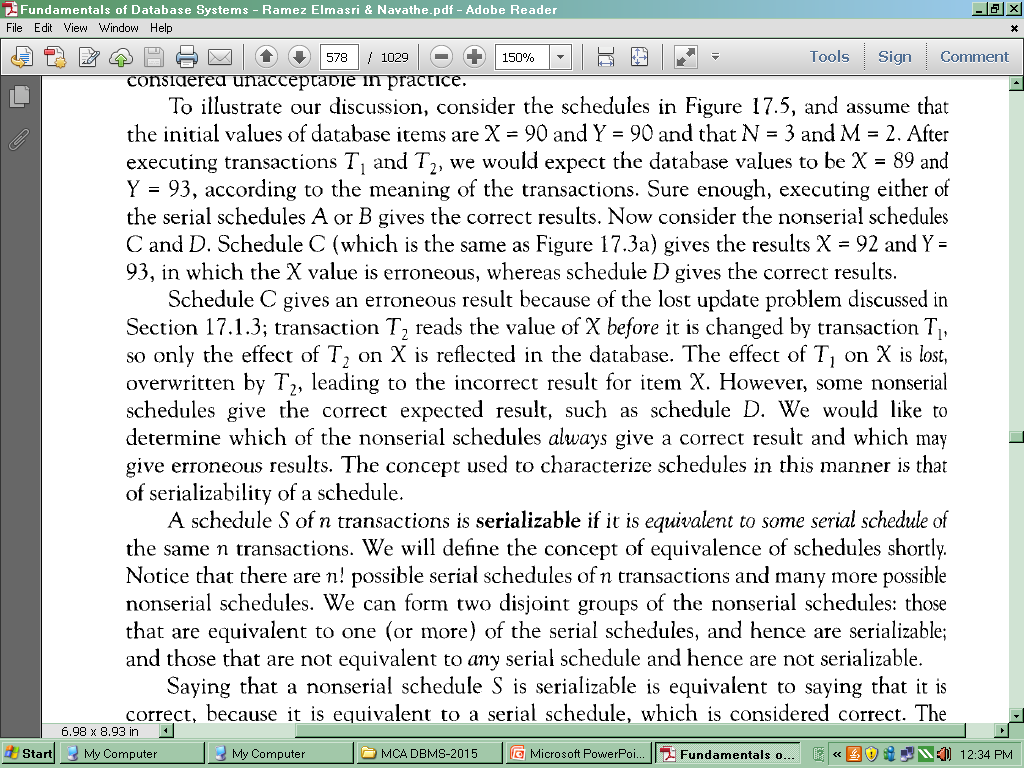 Fundamentals of Database Systems - Ramez Elmasri & Navathe.pdf - Adobe Reader
File Edit View Window Help
578 / 1029 150% Tools Sign Comment
considered unacceptable in practice.
To illustrate our discussion, consider the schedules in Figure 17.5, and assume that
the initial values of database items are X = 90 and Y = 90 and that N = 3 and M = 2. After
executing transactions T1 and T2, we would expect the database values to be X = 89 and
Y = 93, according to the meaning of the transactions. Sure enough, executing either of
the serial schedules A or B gives the correct results. Now consider the nonserial schedules
C and D. Schedule C (which is the same as Figure 17.3a) gives the results X = 92 and Y =
93, in which the X value is erroneous, whereas schedule D gives the correct results.
Schedule C gives an erroneous result because of the lost update problem discussed in
Section 17.1.3; transaction T2 reads the value of X before it is changed by transaction T1,
so only the effect of T2 on X is reflected in the database. The effect of T1 on X is lost,
overwritten by T2, leading to the incorrect result for item X. However, some nonserial
schedules give the correct expected result, such as schedule D. We would like to
determine which of the nonserial schedules always give a correct result and which may
give erroneous results. The concept used to characterize schedules in this manner is that
of serializability of a schedule.
A schedule S of n transactions is serializable if it is equivalent to some serial schedule of
the same n transactions. We will define the concept of equivalence of schedules shortly.
Notice that there are n! possible serial schedules of n transactions and many more possible
nonserial schedules. We can form two disjoint groups of the nonserial schedules: those
that are equivalent to one (or more) of the serial schedules, and hence are serializable;
and those that are not equivalent to any serial schedule and hence are not serializable.
Saying that a nonserial schedule S is serializable is equivalent to saying that it is
correct, because it is equivalent to a serial schedule, which is considered correct. The
6.98 x 8.93 in
Start My Computer My Computer MCA DBMS-2015 Microsoft PowerPoi... Fundamentals o... « 12:34 PM